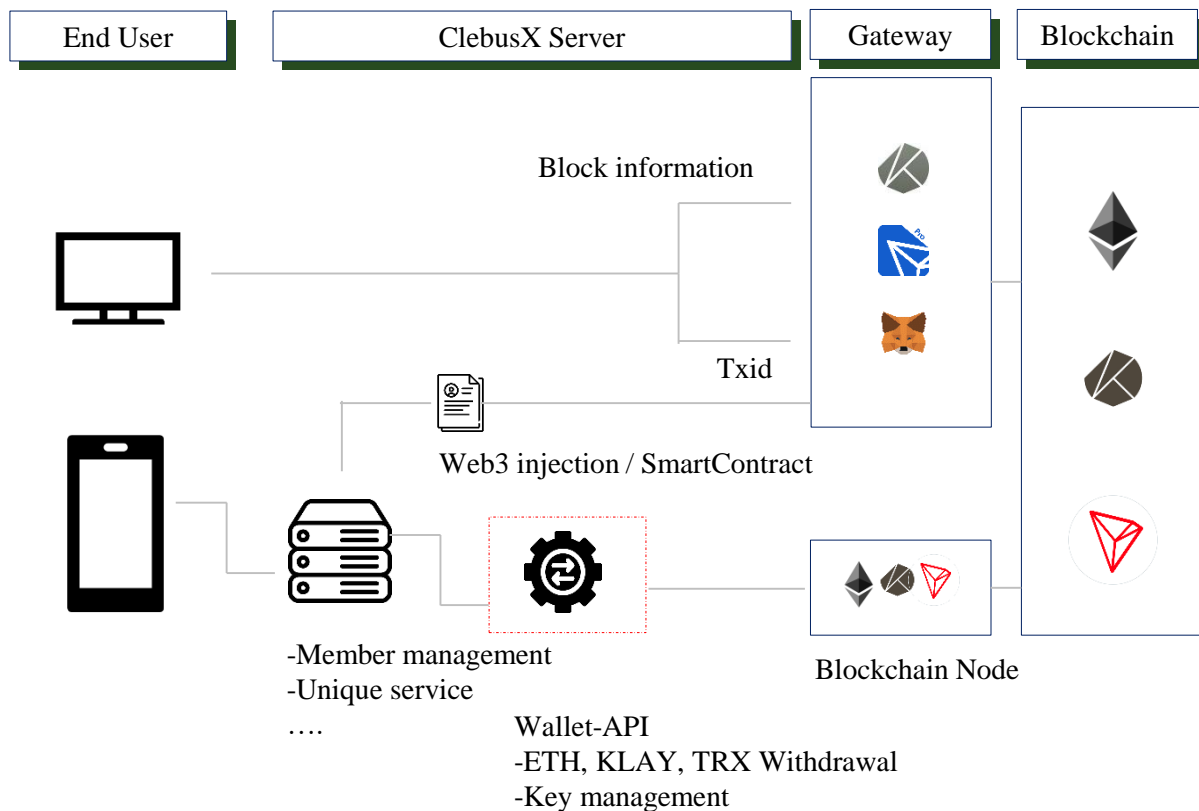 End User
ClebusX Server
Gateway
Blockchain
Block information
Pro
Txid
Web3 injection / SmartContract
-Member management
-Unique service
….
Blockchain Node
Wallet-API
-ETH, KLAY, TRX Withdrawal
-Key management